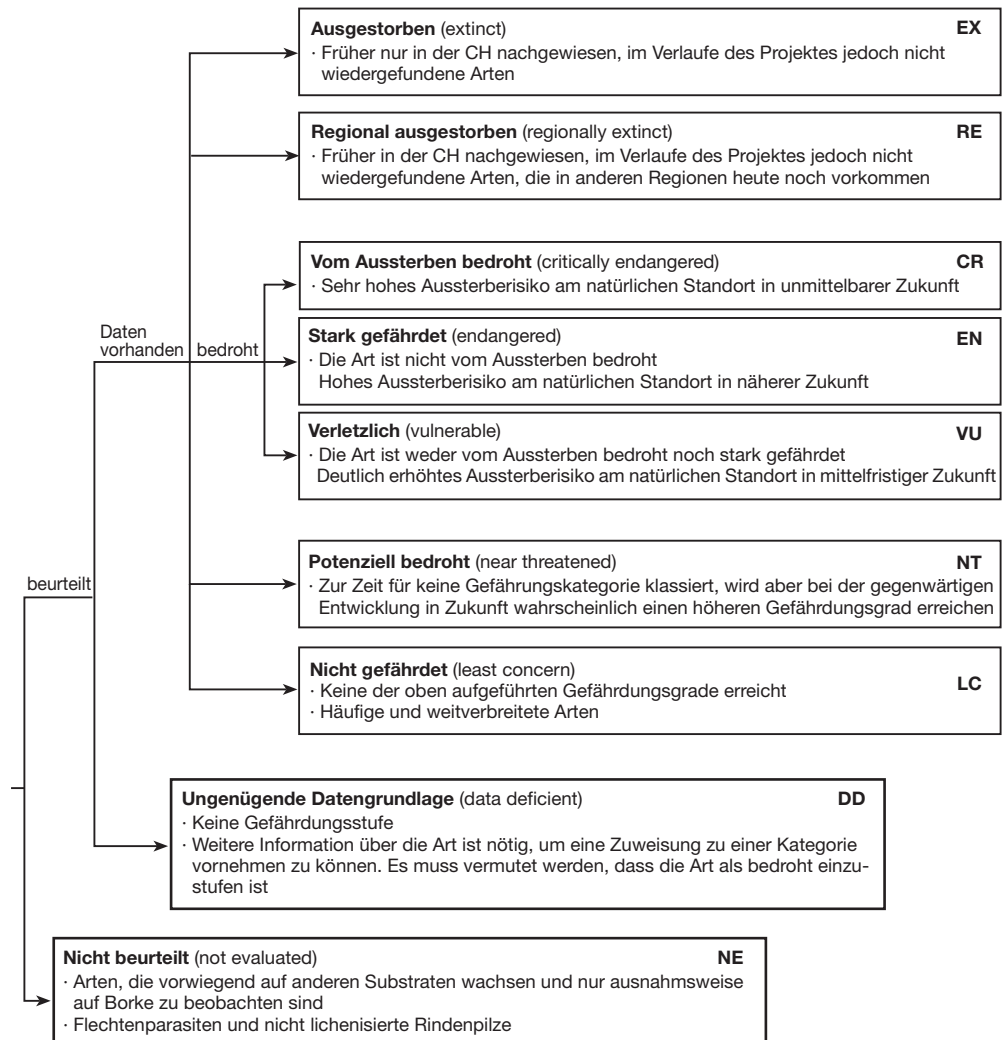 Ausgestorben (extinct) EX
· Früher nur in der CH nachgewiesen, im Verlaufe des Projektes jedoch nicht
wiedergefundene Arten
Regional ausgestorben (regionally extinct) RE
· Früher in der CH nachgewiesen, im Verlaufe des Projektes jedoch nicht
wiedergefundene Arten, die in anderen Regionen heute noch vorkommen
Vom Aussterben bedroht (critically endangered) CR
· Sehr hohes Aussterberisiko am natürlichen Standort in unmittelbarer Zukunft
Daten
vorhanden
bedroht
Stark gefährdet (endangered) EN
· Die Art ist nicht vom Aussterben bedroht
Hohes Aussterberisiko am natürlichen Standort in näherer Zukunft
Verletzlich (vulnerable) VU
· Die Art ist weder vom Aussterben bedroht noch stark gefährdet
Deutlich erhöhtes Aussterberisiko am natürlichen Standort in mittelfristiger Zukunft
Potenziell bedroht (near threatened) NT
· Zur Zeit für keine Gefährungskategorie klassiert, wird aber bei der gegenwärtigen
Entwicklung in Zukunft wahrscheinlich einen höheren Gefährdungsgrad erreichen
beurteilt
Nicht gefährdet (least concern) LC
· Keine der oben aufgeführten Gefährdungsgrade erreicht
· Häufige und weitverbreitete Arten
Ungenügende Datengrundlage (data deficient) DD
· Keine Gefährdungsstufe
· Weitere Information über die Art ist nötig, um eine Zuweisung zu einer Kategorie
vornehmen zu können. Es muss vermutet werden, dass die Art als bedroht einzu-
stufen ist
Nicht beurteilt (not evaluated) NE
· Arten, die vorwiegend auf anderen Substraten wachsen und nur ausnahmsweise
auf Borke zu beobachten sind
· Flechtenparasiten und nicht lichenisierte Rindenpilze